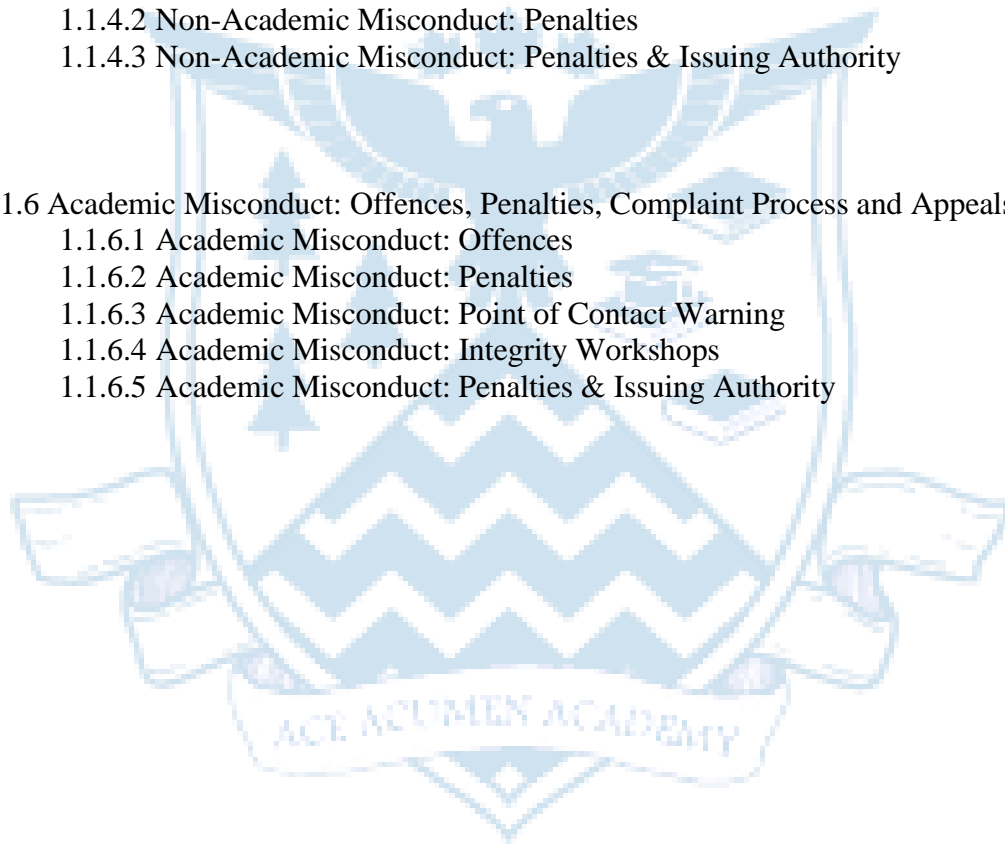 1.1.4.2 Non-Academic Misconduct: Penalties
1.1.4.3 Non-Academic Misconduct: Penalties & Issuing Authority
1.6 Academic Misconduct: Offences, Penalties, Complaint Process and Appeals
1.1.6.1 Academic Misconduct: Offences
1.1.6.2 Academic Misconduct: Penalties
1.1.6.3 Academic Misconduct: Point of Contact Warning
1.1.6.4 Academic Misconduct: Integrity Workshops
1.1.6.5 Academic Misconduct: Penalties & Issuing Authority
ACE ACUMEN ACADEMY